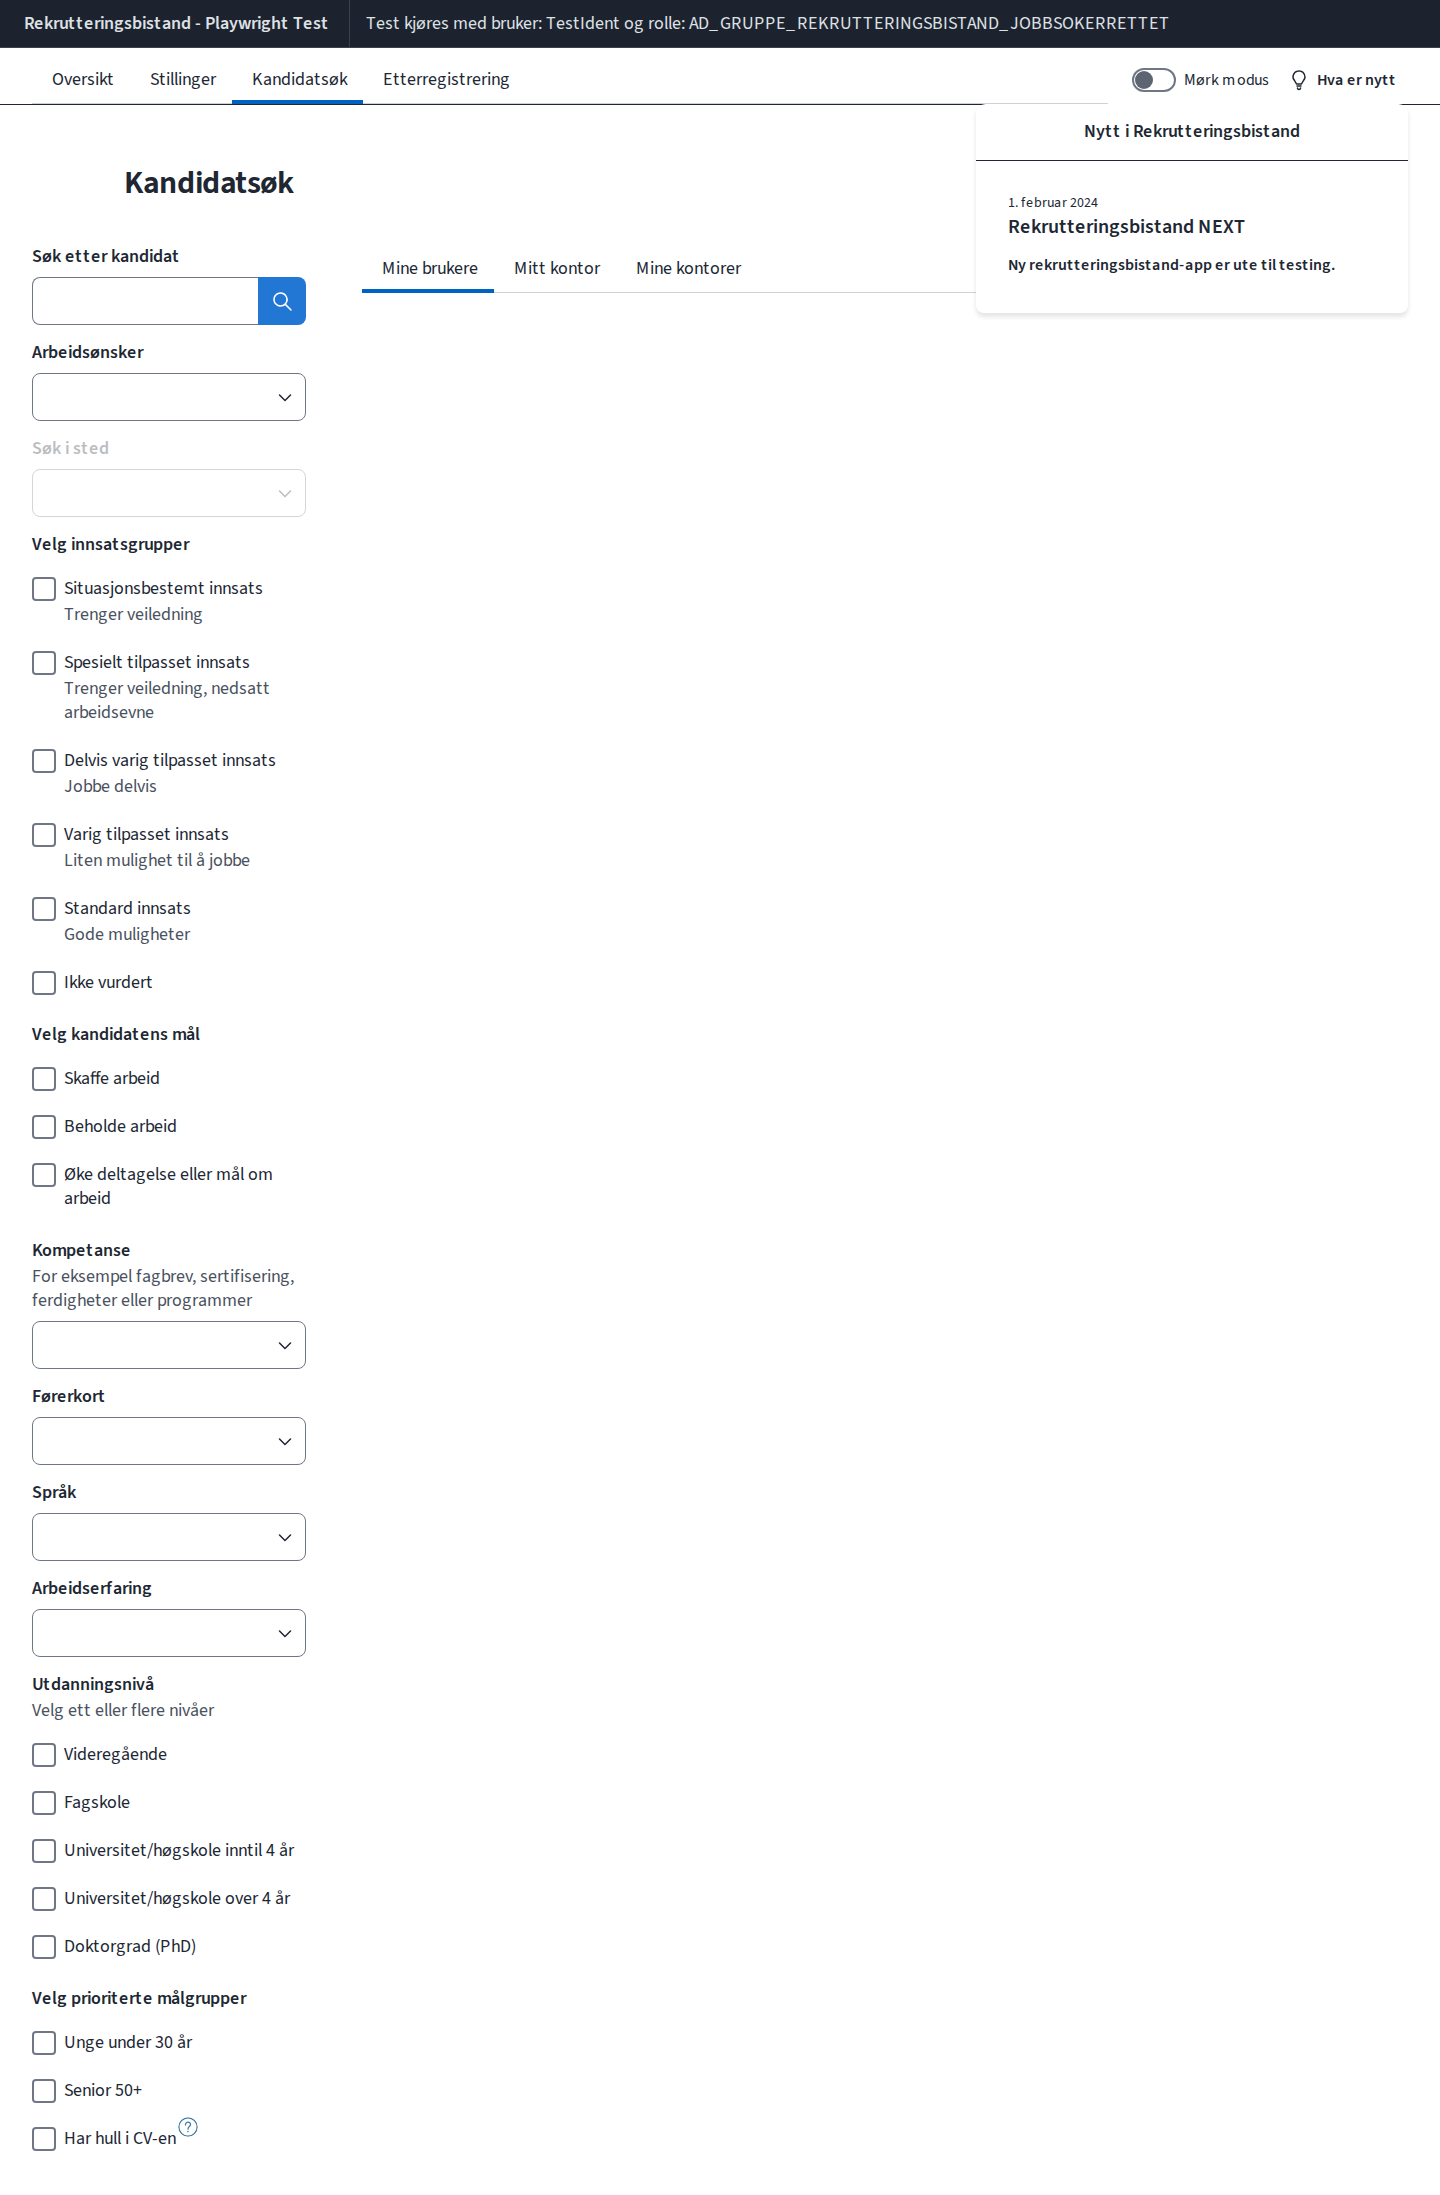 Rekrutteringsbistand - Playwright Test
Test kjøres med bruker: TestIdent og rolle: AD_GRUPPE_REKRUTTERINGSBISTAND_JOBBSOKERRETTET
Oversikt
Stillinger
Kandidatsøk
Etterregistrering
Mørk modus
Hva er nytt
Nytt i Rekrutteringsbistand
1. februar 2024
Rekrutteringsbistand NEXT
Ny rekrutteringsbistand-app er ute til testing.
Kandidatsøk
Søk etter kandidat
Mine brukere
Mitt kontor
Mine kontorer
Arbeidsønsker
Søk i sted
Velg innsatsgrupper
Situasjonsbestemt innsats
Trenger veiledning
Spesielt tilpasset innsats
Trenger veiledning, nedsatt
arbeidsevne
Delvis varig tilpasset innsats
Jobbe delvis
Varig tilpasset innsats
Liten mulighet til å jobbe
Standard innsats
Gode muligheter
Ikke vurdert
Velg kandidatens mål
Skaffe arbeid
Beholde arbeid
Øke deltagelse eller mål om
arbeid
Kompetanse
For eksempel fagbrev, sertifisering,
ferdigheter eller programmer
Førerkort
Språk
Arbeidserfaring
Utdanningsnivå
Velg ett eller flere nivåer
Videregående
Fagskole
Universitet/høgskole inntil 4 år
Universitet/høgskole over 4 år
Doktorgrad (PhD)
Velg prioriterte målgrupper
Unge under 30 år
Senior 50+
Har hull i CV-en
?